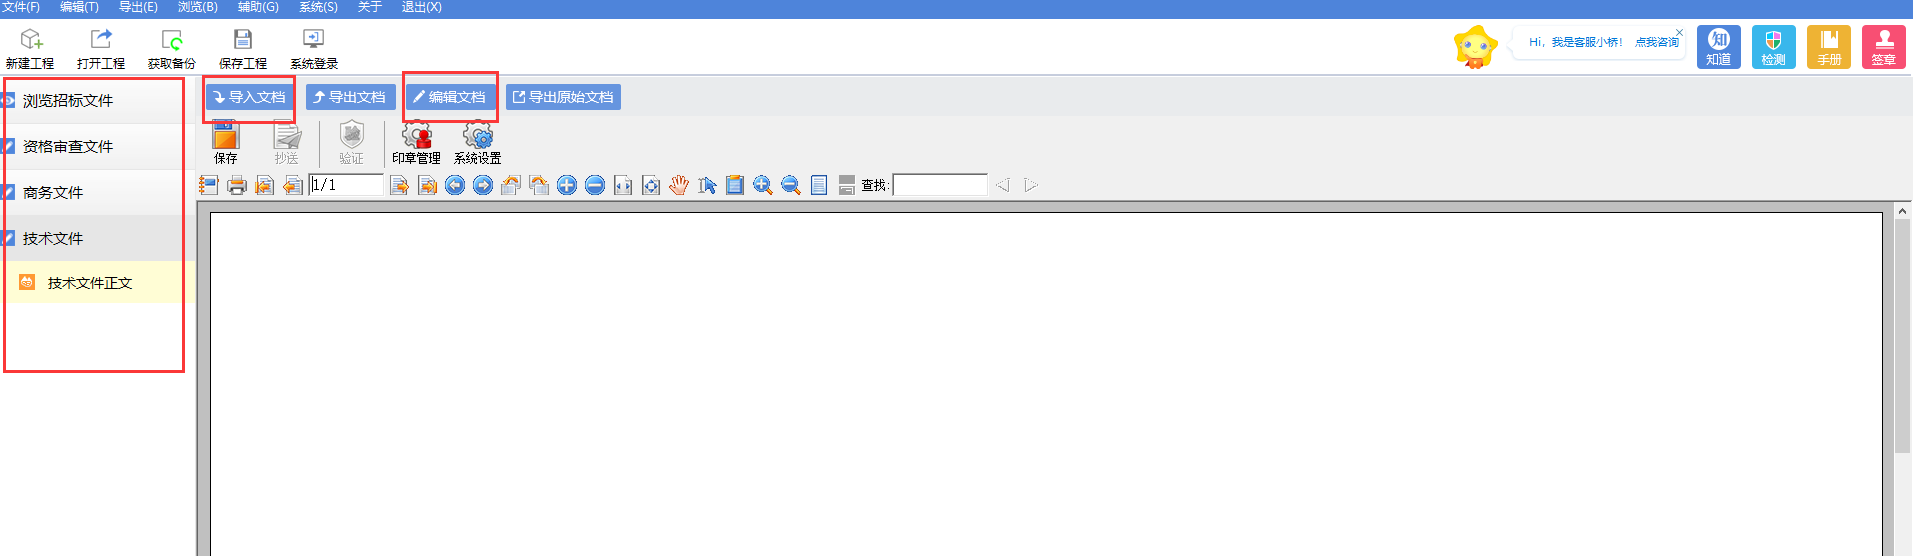 文件(F) 编辑(T) 导出(E) 浏览(B) 辅助(G) 系统(S) 关于 退出(X)
新建工程 打开工程 获取备份 保存工程 系统登录
Hi，我是客服小桥！ 点我咨询
知
知道 检测 手册 签章
浏览招标文件
资格审查文件
商务文件
技术文件
技术文件正文
导入文档 导出文档 编辑文档 导出原始文档
保存 抄送 验证 印章管理 系统设置
1/1 查找: